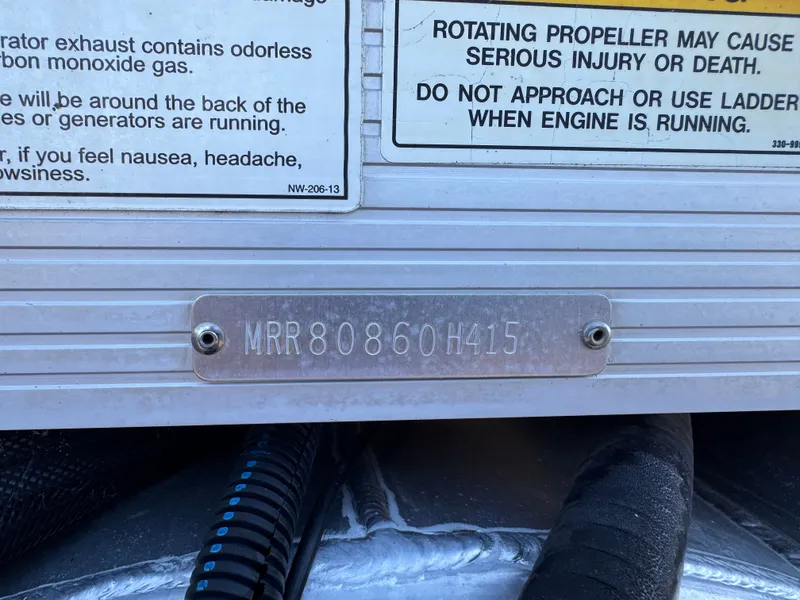 rator exhaust contains odorless
rbon monoxide gas.
e will be around the back of the
es or generators are running.
r, if you feel nausea, headache,
owsiness.
NW-206-13
ROTATING PROPELLER MAY CAUSE
SERIOUS INJURY OR DEATH.
DO NOT APPROACH OR USE LADDER
WHEN ENGINE IS RUNNING.
MRR80860H415